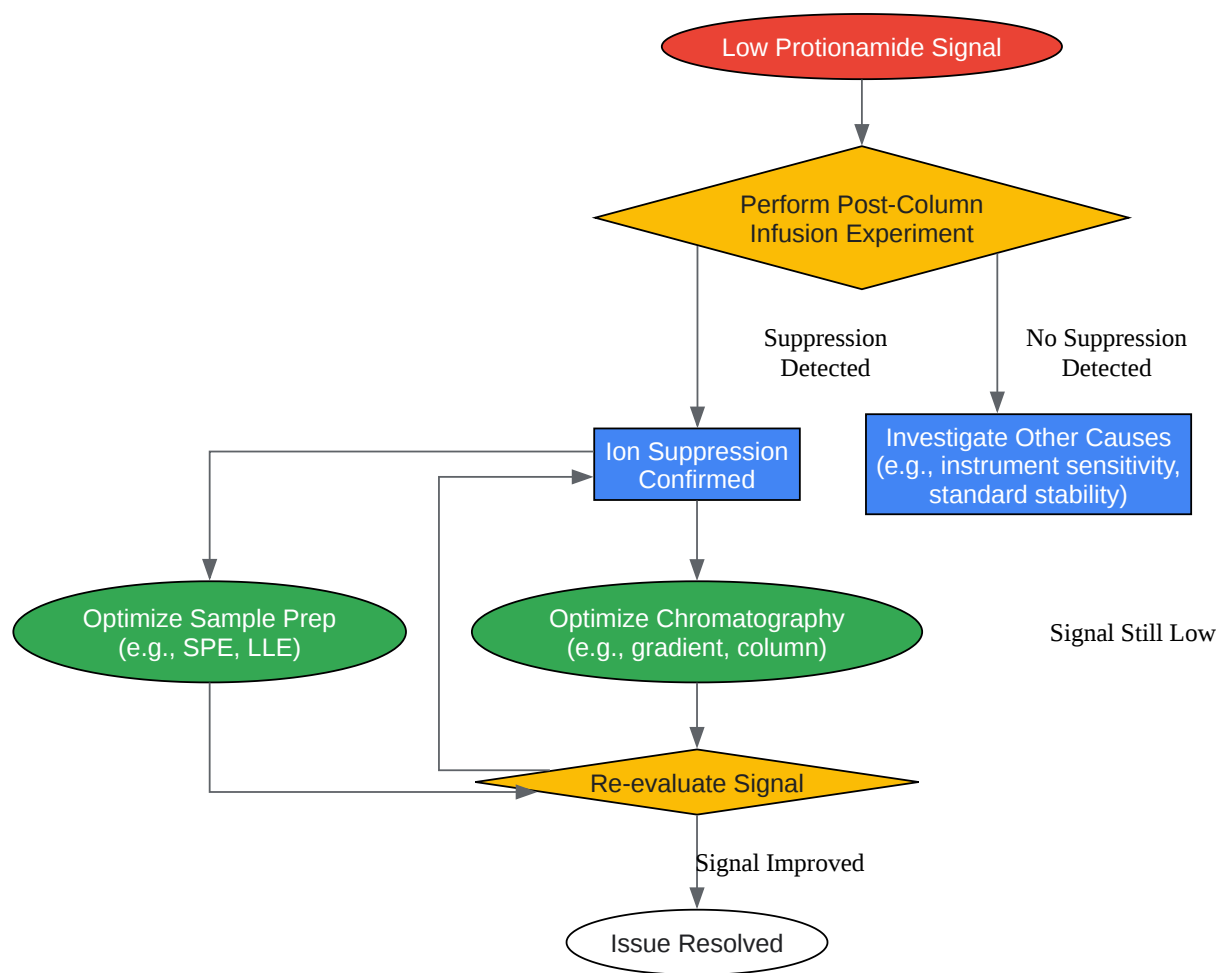 Low Protionamide Signal
Perform Post-Column
Infusion Experiment
Suppression
Detected
No Suppression
Detected
Ion Suppression
Confirmed
Investigate Other Causes
(e.g., instrument sensitivity,
standard stability)
Optimize Sample Prep
(e.g., SPE, LLE)
Optimize Chromatography
(e.g., gradient, column)
Signal Still Low
Re-evaluate Signal
Signal Improved
Issue Resolved